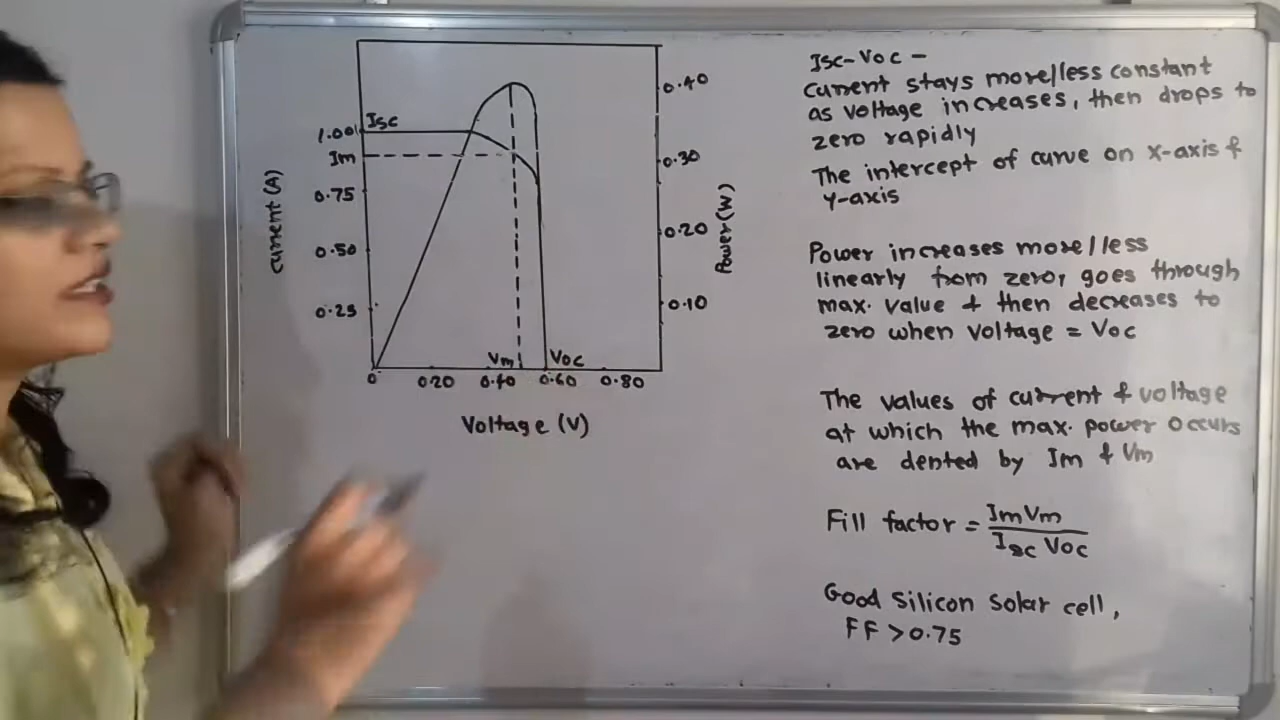 Isc-Voc -
Current stays more/less constant
as voltage increases, then drops to
zero rapidly
The intercept of curve on x-axis &
y-axis
Power increases more/less
linearly from zero, goes through
max. value & then decreases to
zero when voltage = Voc
The values of current & voltage
at which the max. power occurs
are dented by Im & Vm
Fill factor = ImVm
Isc Voc
Good silicon solar cell,
FF > 0.75
Current (A)
1.00
Isc
Im
0.75
0.50
0.25
0.40
0.30
0.20
0.10
Power (W)
Vm
Voc
0 0.20 0.40 0.60 0.80
Voltage (V)